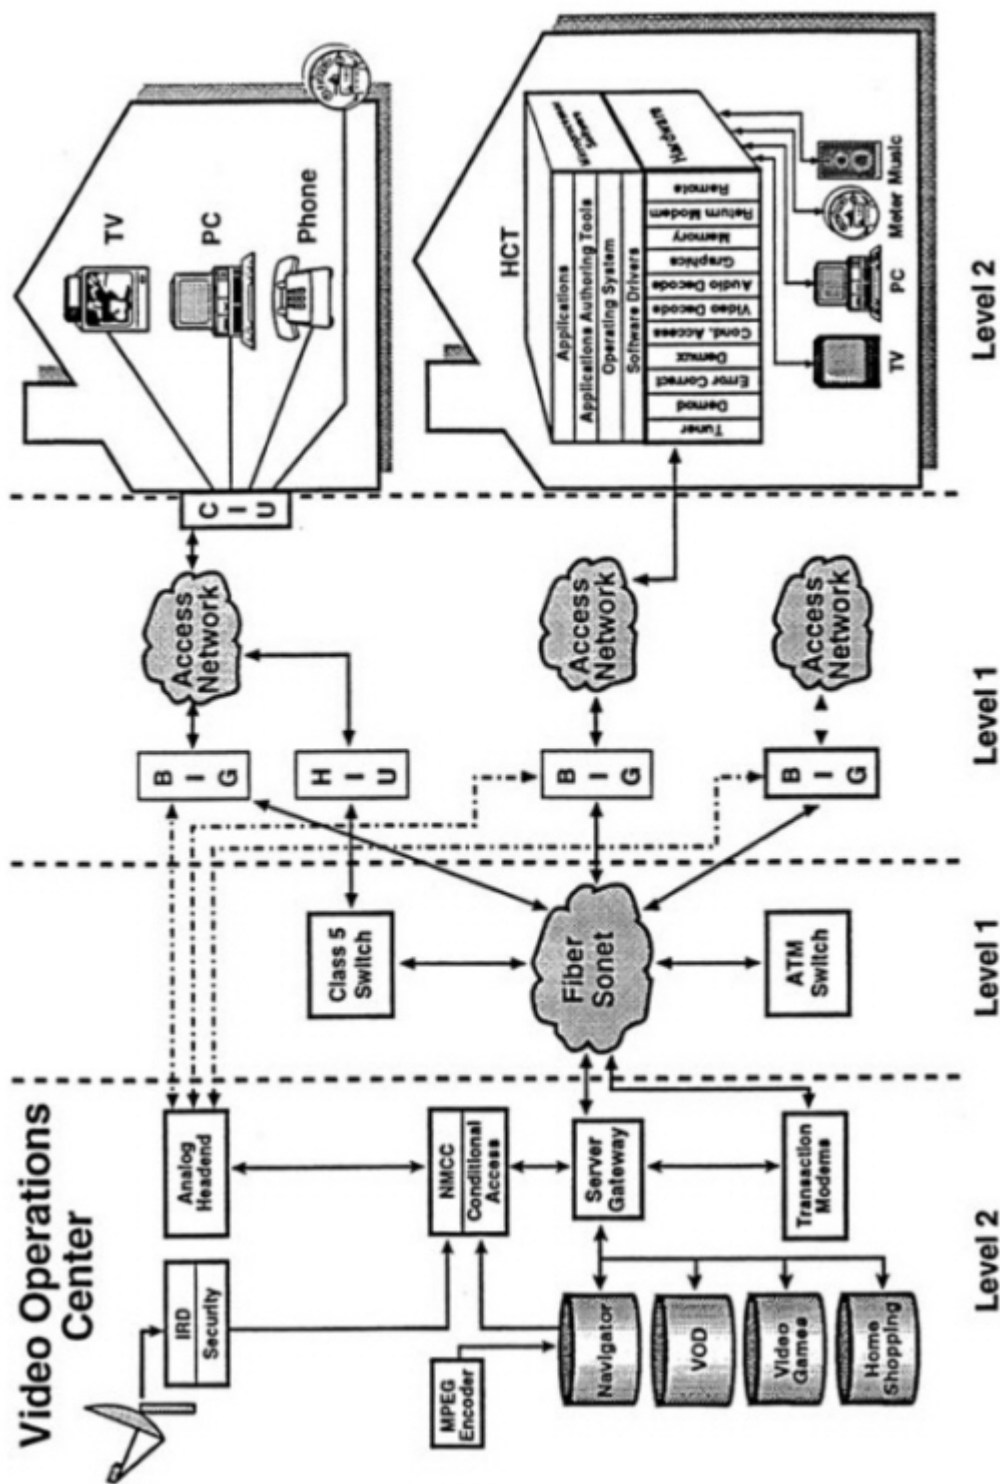 Video Operations
Center
IRD
Security
Analog
Headend
MPEG
Encoder
NMCC
Conditional
Access
Navigator
VOD
Video
Games
Home
Shopping
Server
Gateway
Transaction
Modems
Class 5
Switch
Fiber
Sonet
ATM
Switch
B
I
G
H
I
U
B
I
G
B
I
G
Access
Network
Access
Network
Access
Network
C
I
U
TV
PC
Phone
HCT
Applications
Applications Authoring Tools
Operating System
Software Drivers
Software
Hardware
Tuner
Demod
Error Correct
Demux
Cond. Access
Video Decode
Audio Decode
Graphics
Memory
Return Modem
Remote
TV
PC
Meter
Music
Level 2
Level 1
Level 1
Level 2